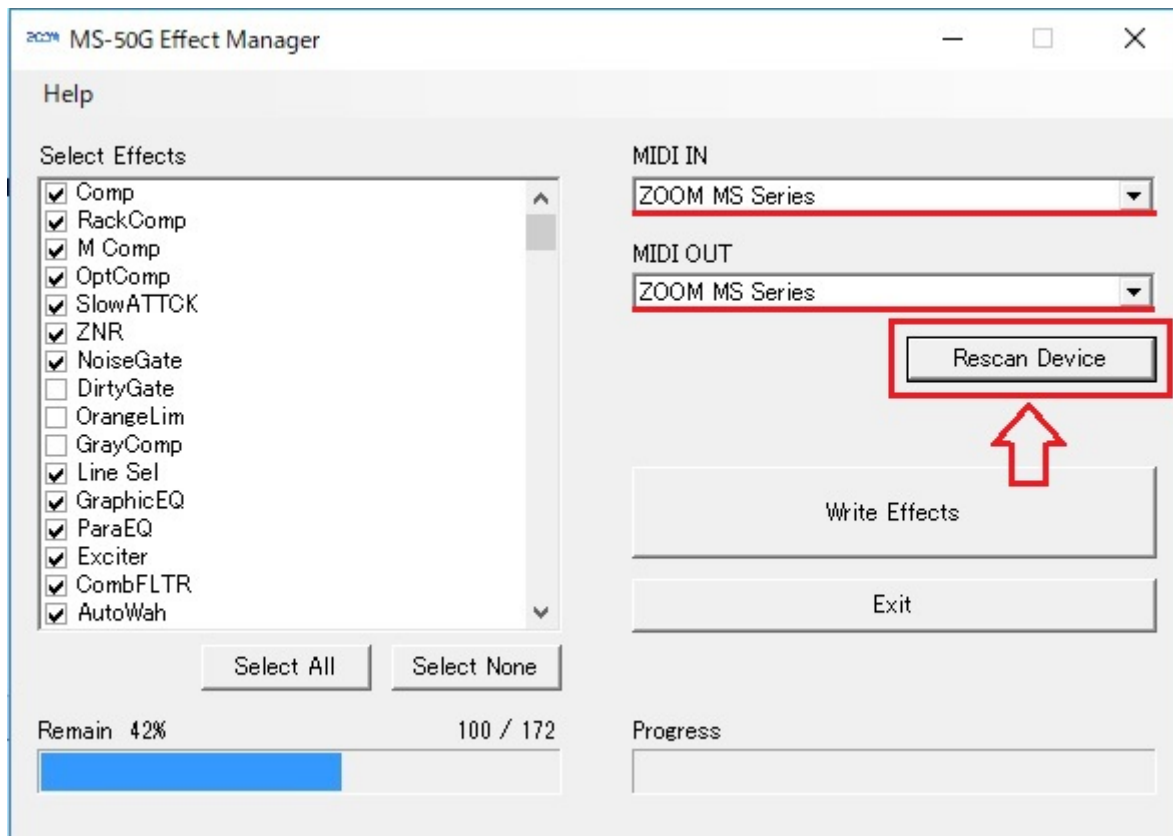 ZOOM MS-50G Effect Manager
Help
Select Effects
Comp
RackComp
M Comp
OptComp
SlowATTCK
ZNR
NoiseGate
DirtyGate
OrangeLim
GrayComp
Line Sel
GraphicEQ
ParaEQ
Exciter
CombFLTR
AutoWah
Select All
Select None
Remain 42%
100 / 172
MIDI IN
ZOOM MS Series
MIDI OUT
ZOOM MS Series
Rescan Device
Write Effects
Exit
Progress